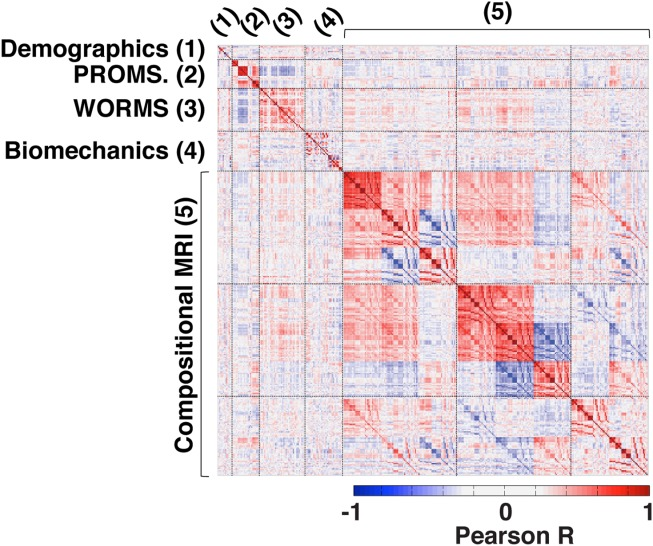 (1) (2) (3) (4) (5)
Demographics (1)
PROMS. (2)
WORMS (3)
Biomechanics (4)
Compositional MRI (5)
-1 0 1
Pearson R